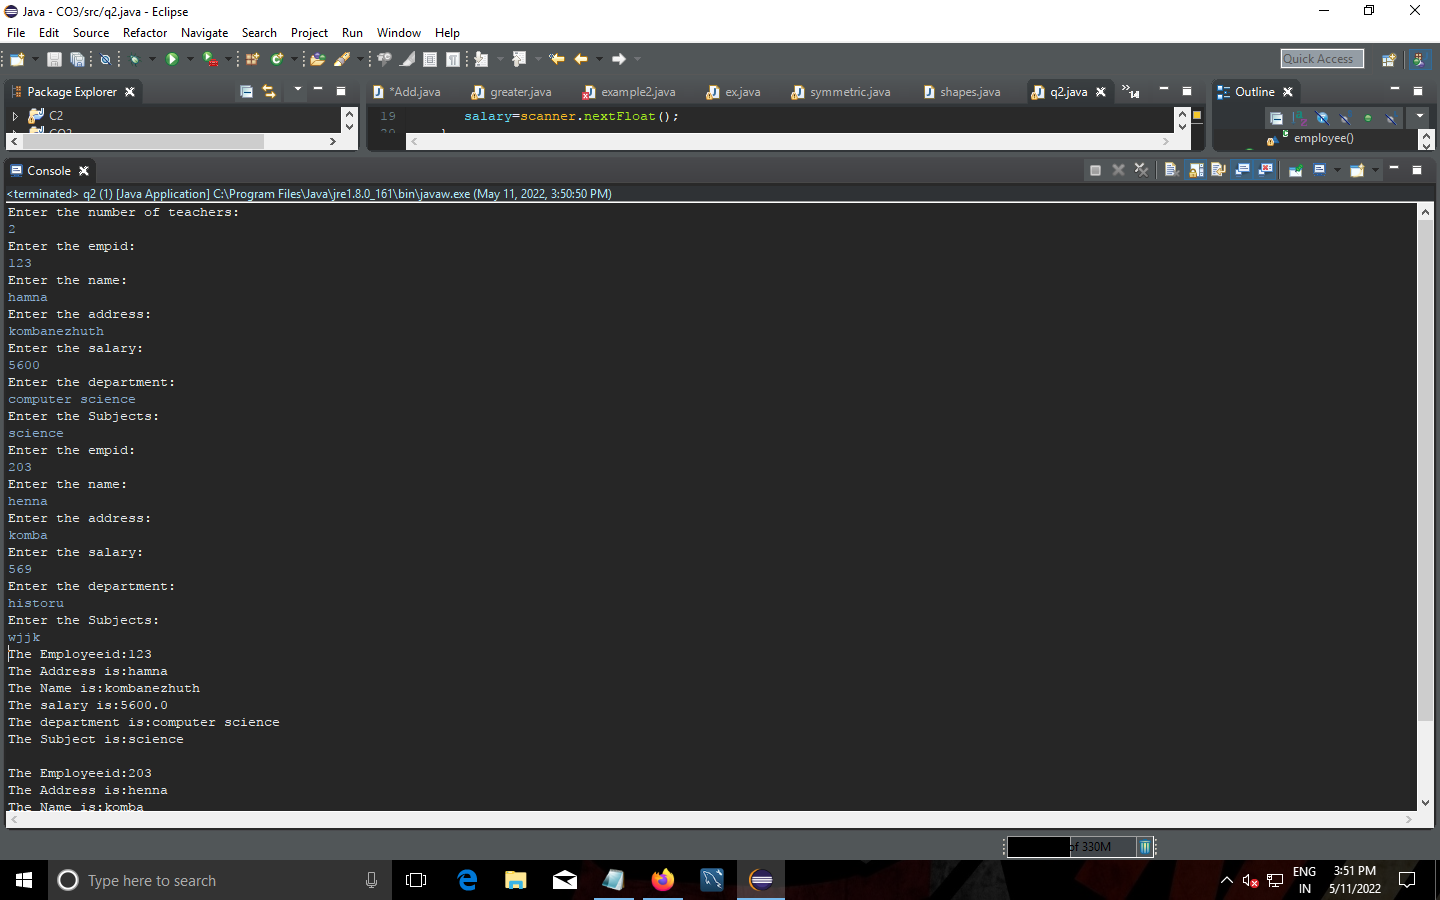 Java - CO3/src/q2.java - Eclipse
File Edit Source Refactor Navigate Search Project Run Window Help
Quick Access
Package Explorer
*Add.java greater.java example2.java ex.java symmetric.java shapes.java q2.java »14
Outline
C2
19 salary=scanner.nextFloat();
employee()
Console
<terminated> q2 (1) [Java Application] C:\Program Files\Java\jre1.8.0_161\bin\javaw.exe (May 11, 2022, 3:50:50 PM)
Enter the number of teachers:
2
Enter the empid:
123
Enter the name:
hamna
Enter the address:
kombanezhuth
Enter the salary:
5600
Enter the department:
computer science
Enter the Subjects:
science
Enter the empid:
203
Enter the name:
henna
Enter the address:
komba
Enter the salary:
569
Enter the department:
historu
Enter the Subjects:
wjjk
The Employeeid:123
The Address is:hamna
The Name is:kombanezhuth
The salary is:5600.0
The department is:computer science
The Subject is:science
The Employeeid:203
The Address is:henna
The Name is:komba
of 330M
Type here to search
ENG
IN
3:51 PM
5/11/2022